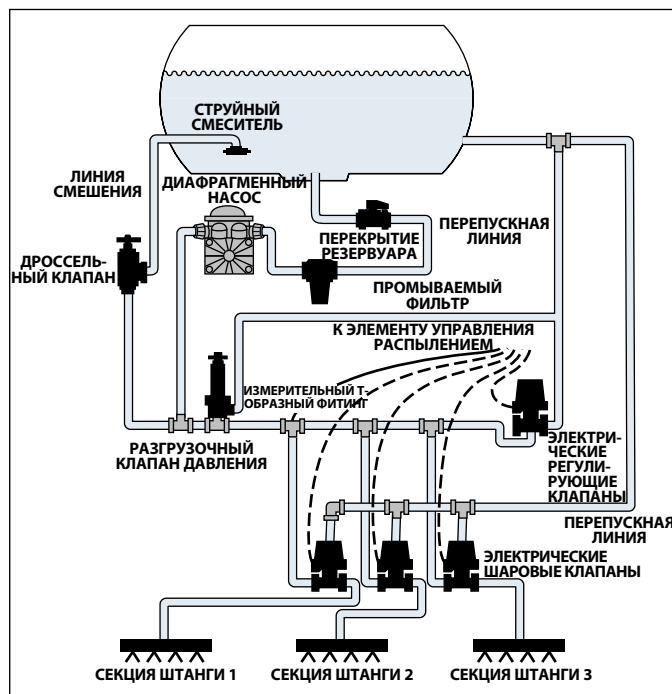 СТРУЙНЫЙ
СМЕСИТЕЛЬ
ЛИНИЯ
СМЕШЕНИЯ
ДИАФРАГМЕННЫЙ
НАСОС
ПЕРЕКРЫТИЕ
РЕЗЕРВУАРА
ПЕРЕПУСКНАЯ
ЛИНИЯ
ДРОССЕЛЬ-
НЫЙ КЛАПАН
ПРОМЫВАЕМЫЙ
ФИЛЬТР
К ЭЛЕМЕНТУ УПРАВЛЕНИЯ
РАСПЫЛЕНИЕМ
ИЗМЕРИТЕЛЬНЫЙ Т-
ОБРАЗНЫЙ ФИТИНГ
РАЗГРУЗОЧНЫЙ
КЛАПАН ДАВЛЕНИЯ
ЭЛЕКТРИ-
ЧЕСКИЕ
РЕГУЛИ-
РУЮЩИЕ
КЛАПАНЫ
ПЕРЕПУСКНАЯ
ЛИНИЯ
ЭЛЕКТРИЧЕСКИЕ
ШАРОВЫЕ КЛАПАНЫ
СЕКЦИЯ ШТАНГИ 1
СЕКЦИЯ ШТАНГИ 2
СЕКЦИЯ ШТАНГИ 3